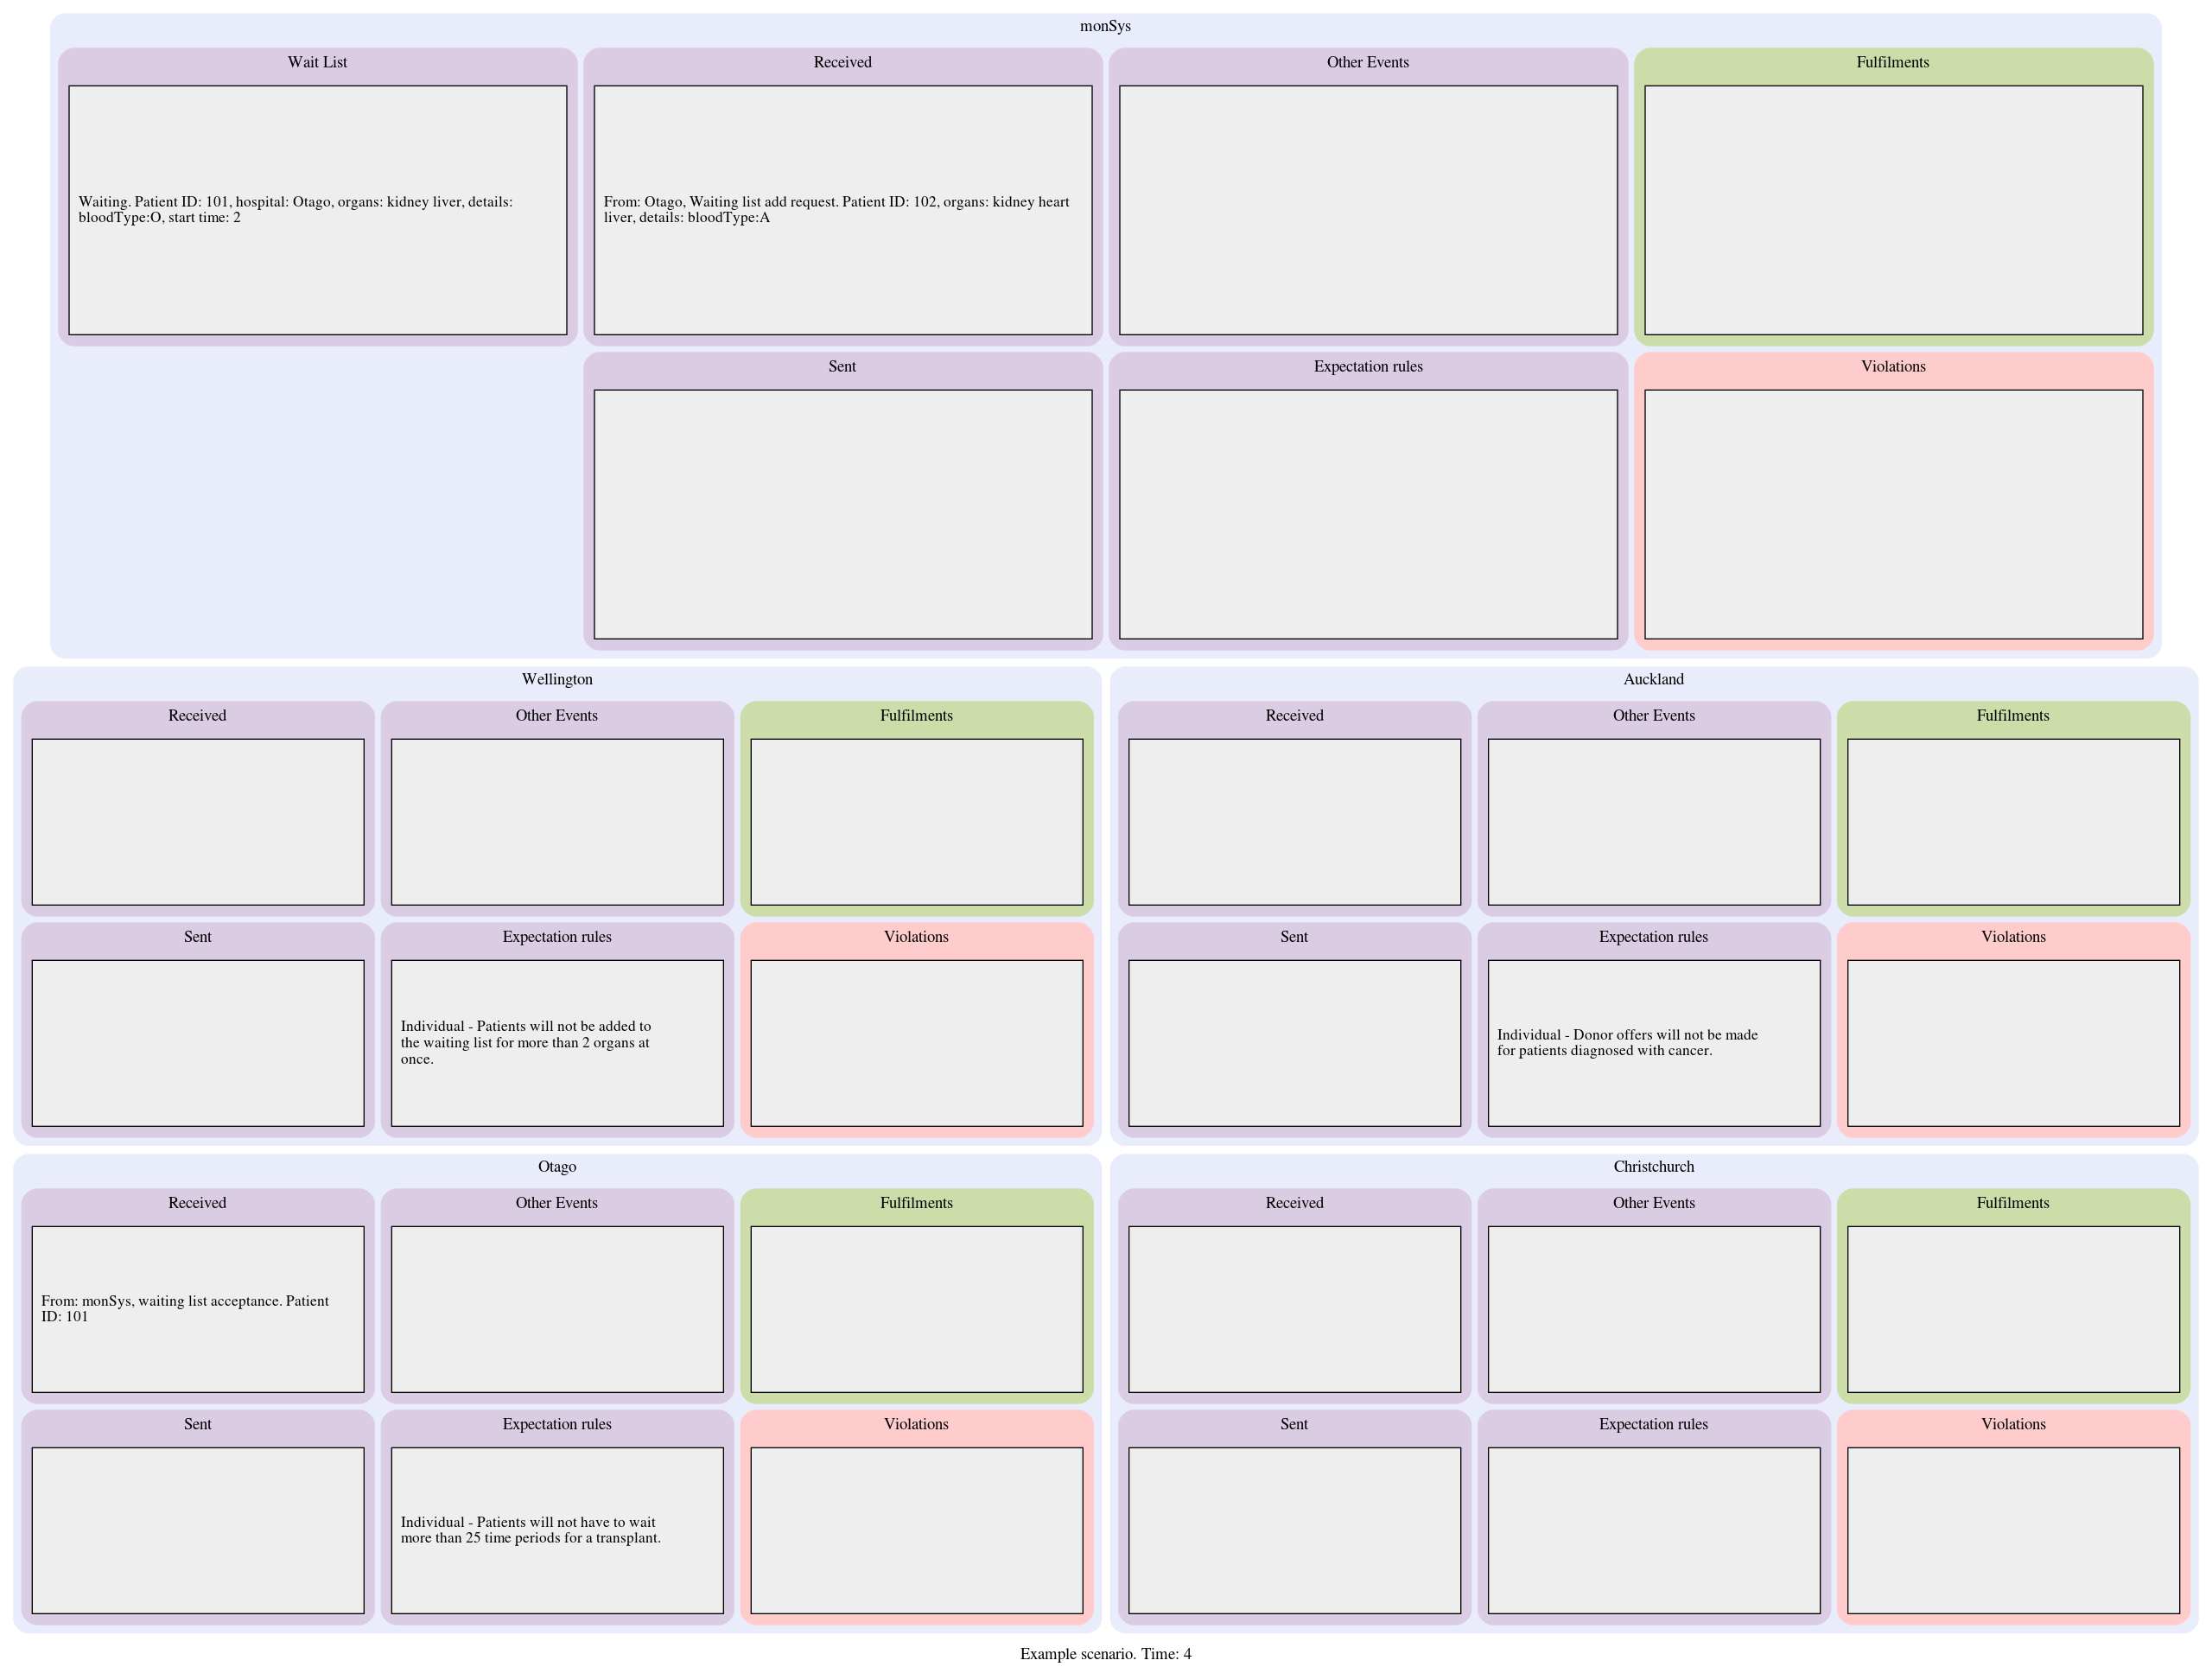 monSys
Wait List
Received
Other Events
Fulfilments
Waiting. Patient ID: 101, hospital: Otago, organs: kidney liver, details:
bloodType:O, start time: 2
From: Otago, Waiting list add request. Patient ID: 102, organs: kidney heart
liver, details: bloodType:A
Sent
Expectation rules
Violations
Wellington
Received
Other Events
Fulfilments
Sent
Expectation rules
Violations
Individual - Patients will not be added to
the waiting list for more than 2 organs at
once.
Auckland
Received
Other Events
Fulfilments
Sent
Expectation rules
Violations
Individual - Donor offers will not be made
for patients diagnosed with cancer.
Otago
Received
Other Events
Fulfilments
From: monSys, waiting list acceptance. Patient
ID: 101
Sent
Expectation rules
Violations
Individual - Patients will not have to wait
more than 25 time periods for a transplant.
Christchurch
Received
Other Events
Fulfilments
Sent
Expectation rules
Violations
Example scenario. Time: 4